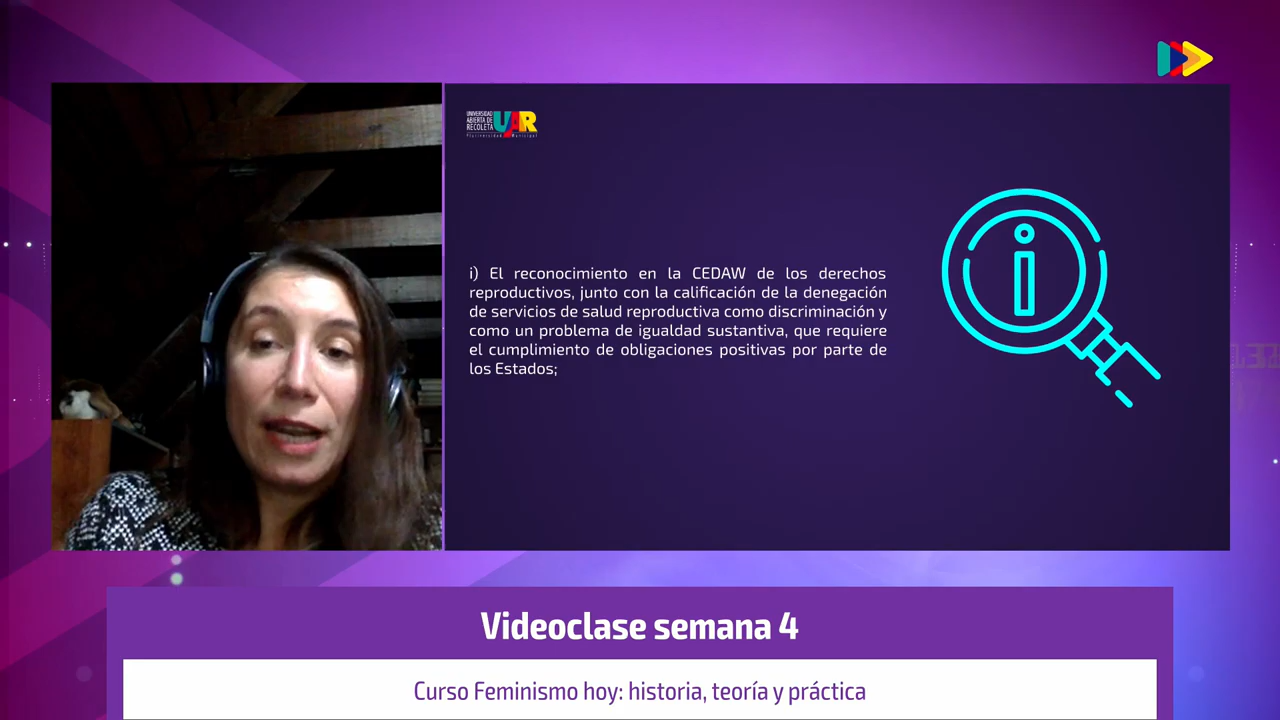 UNIVERSIDAD
ABIERTA DE
RECOLETA
UAR
Pluriversidad Municipal
i) El reconocimiento en la CEDAW de los derechos
reproductivos, junto con la calificación de la denegación
de servicios de salud reproductiva como discriminación y
como un problema de igualdad sustantiva, que requiere
el cumplimiento de obligaciones positivas por parte de
los Estados;
Videoclase semana 4
Curso Feminismo hoy: historia, teoría y práctica